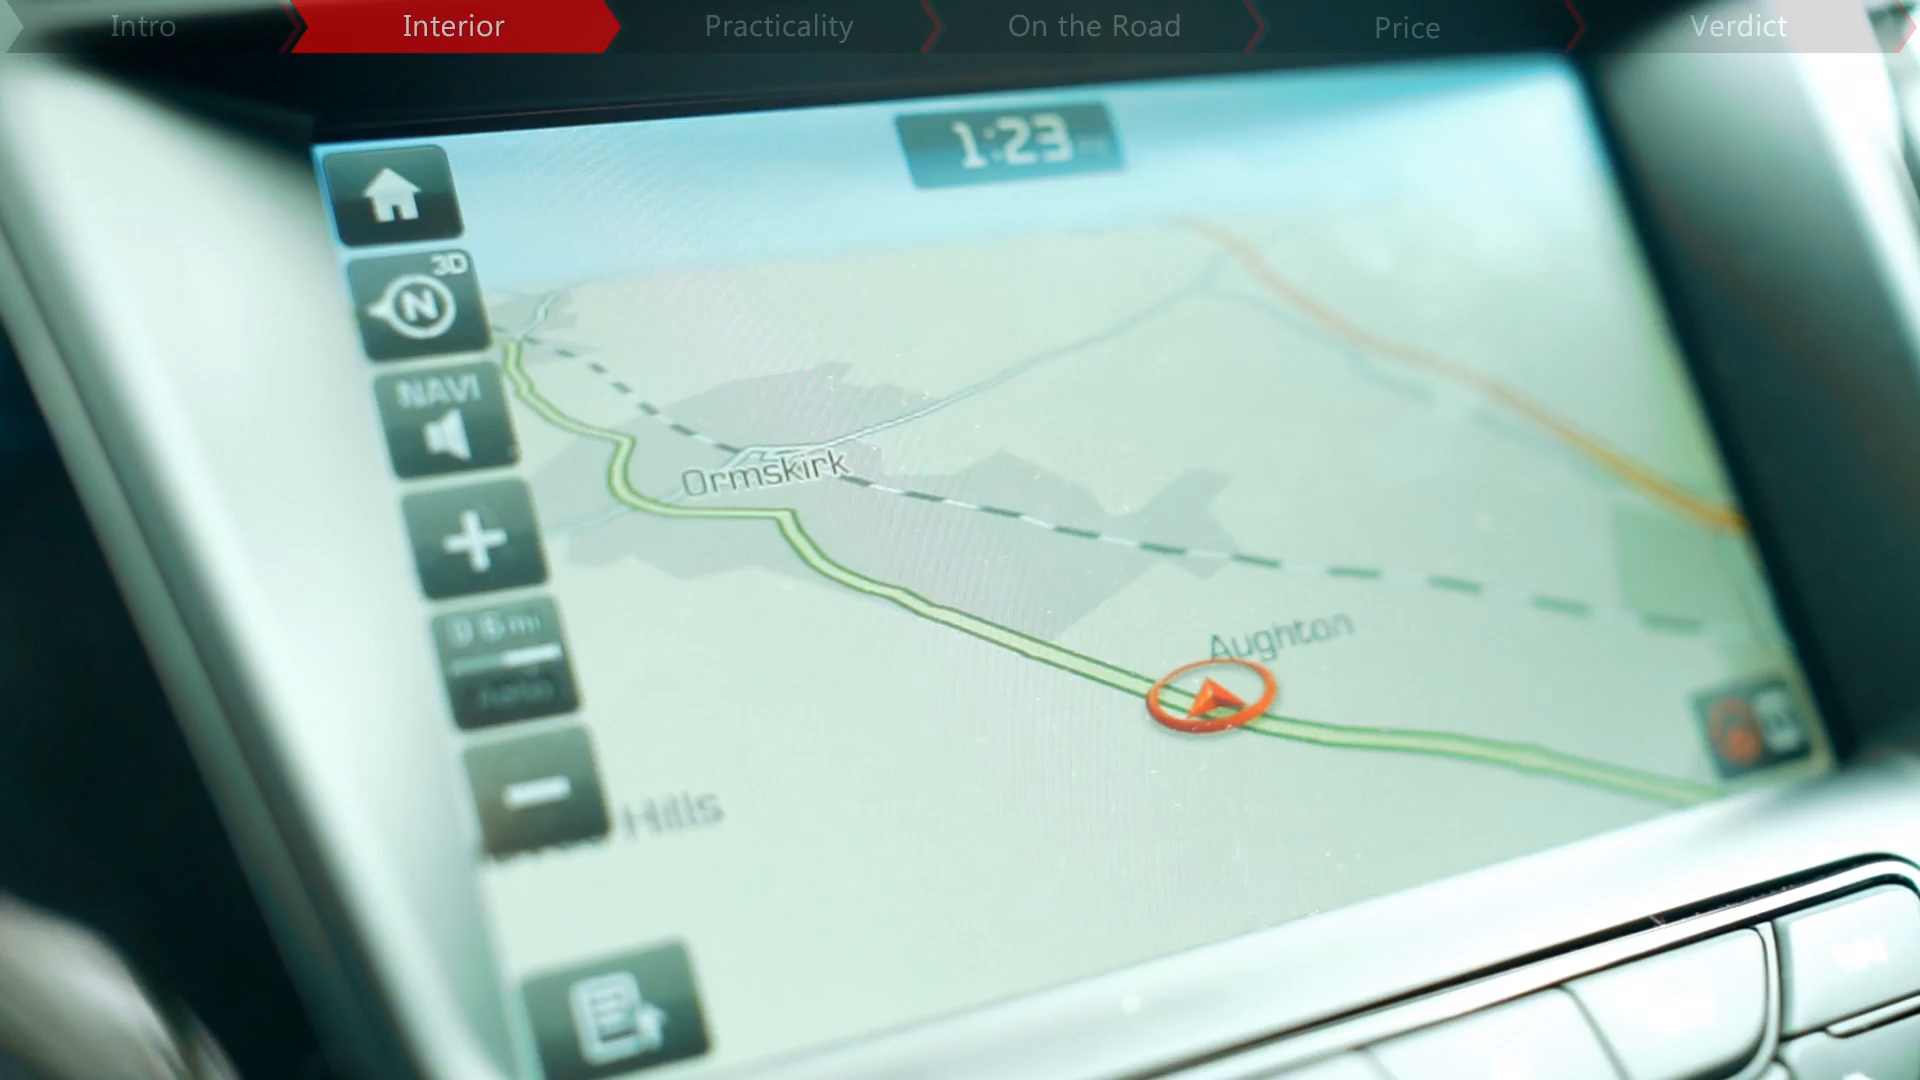 Intro
Interior
Practicality
On the Road
Price
Verdict
1:23
3D
N
NAVI
Ormskirk
Aughton
Hills